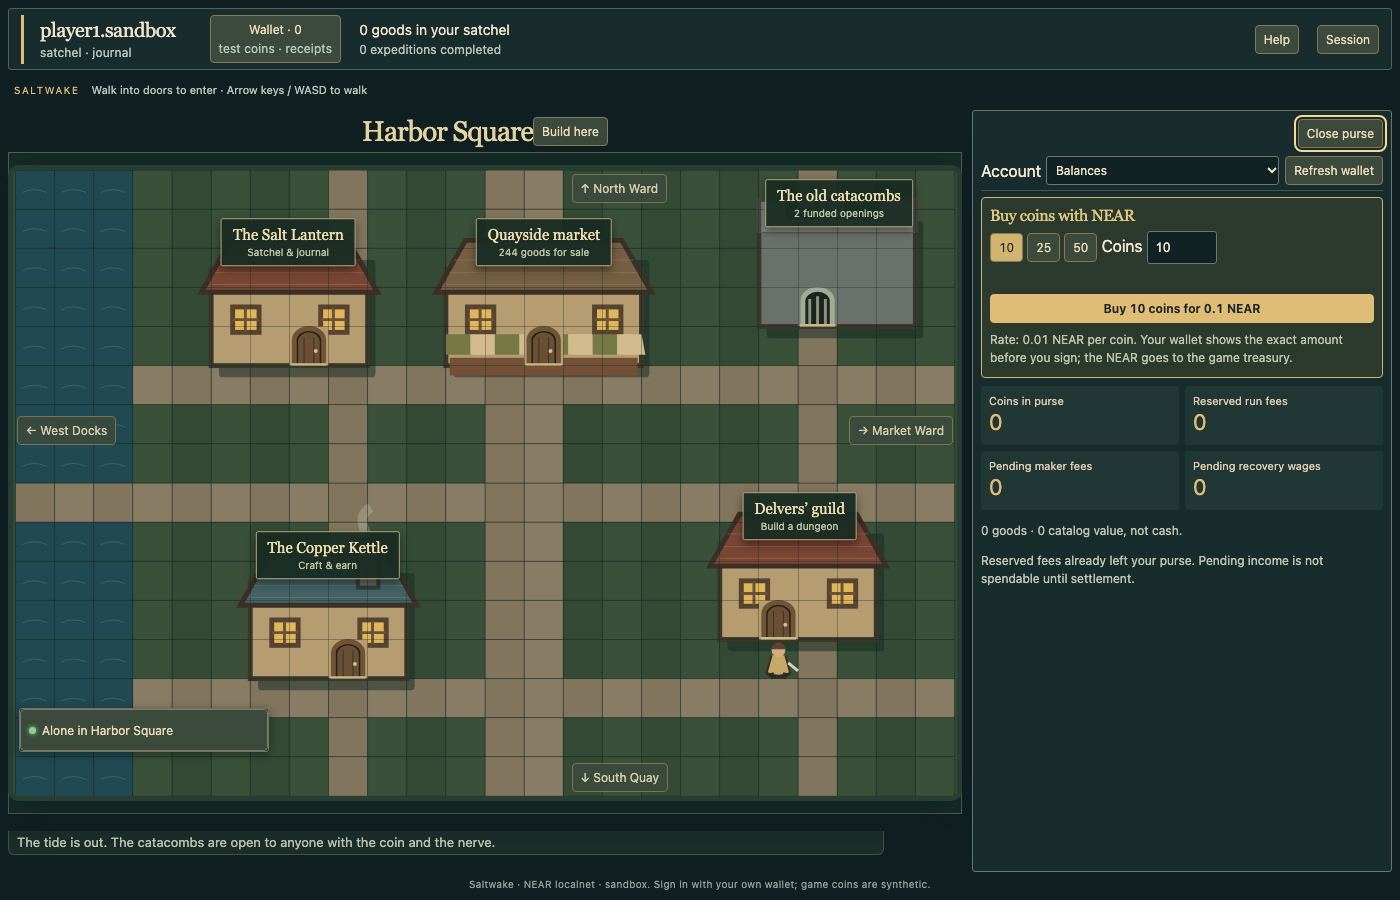 player1.sandbox
satchel · journal
Wallet · 0
test coins · receipts
0 goods in your satchel
0 expeditions completed
Help
Session
SALTWAKE Walk into doors to enter · Arrow keys / WASD to walk
Harbor Square
Build here
↑ North Ward
The Salt Lantern
Satchel & journal
Quayside market
244 goods for sale
The old catacombs
2 funded openings
← West Docks
→ Market Ward
The Copper Kettle
Craft & earn
Delvers’ guild
Build a dungeon
Alone in Harbor Square
↓ South Quay
The tide is out. The catacombs are open to anyone with the coin and the nerve.
Close purse
Account Balances Refresh wallet
Buy coins with NEAR
10 25 50 Coins 10
Buy 10 coins for 0.1 NEAR
Rate: 0.01 NEAR per coin. Your wallet shows the exact amount
before you sign; the NEAR goes to the game treasury.
Coins in purse
0
Reserved run fees
0
Pending maker fees
0
Pending recovery wages
0
0 goods · 0 catalog value, not cash.
Reserved fees already left your purse. Pending income is not
spendable until settlement.
Saltwake · NEAR localnet · sandbox. Sign in with your own wallet; game coins are synthetic.